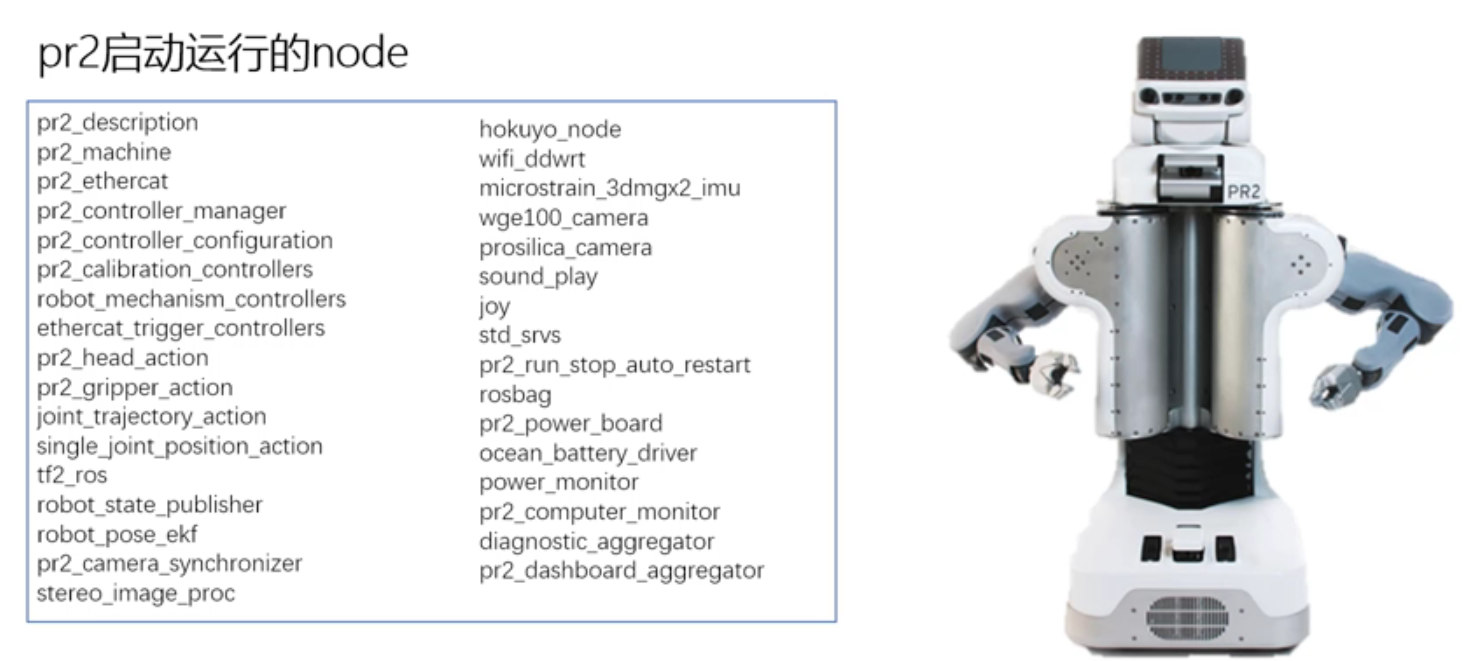 pr2启动运行的node
pr2_description
pr2_machine
pr2_ethercat
pr2_controller_manager
pr2_controller_configuration
pr2_calibration_controllers
robot_mechanism_controllers
ethercat_trigger_controllers
pr2_head_action
pr2_gripper_action
joint_trajectory_action
single_joint_position_action
tf2_ros
robot_state_publisher
robot_pose_ekf
pr2_camera_synchronizer
stereo_image_proc
hokuyo_node
wifi_ddwrt
microstrain_3dmgx2_imu
wge100_camera
prosilica_camera
sound_play
joy
std_srvs
pr2_run_stop_auto_restart
rosbag
pr2_power_board
ocean_battery_driver
power_monitor
pr2_computer_monitor
diagnostic_aggregator
pr2_dashboard_aggregator
PR2